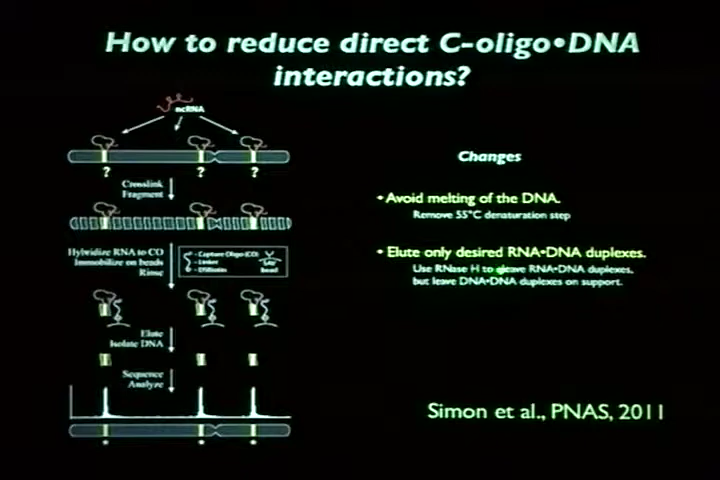 How to reduce direct C-oligo•DNA
interactions?
ncRNA
? ? ?
Crosslink
Fragment
Hybridize RNA to CO
Immobilize on beads
Rinse
- Capture Oligo (CO)
- Linker
bead
Elute
Isolate DNA
Sequence
Analyze
Changes
• Avoid melting of the DNA.
Remove 55°C denaturation step
• Elute only desired RNA•DNA duplexes.
Use RNase H to cleave RNA•DNA duplexes,
but leave DNA•DNA duplexes on support.
Simon et al., PNAS, 2011